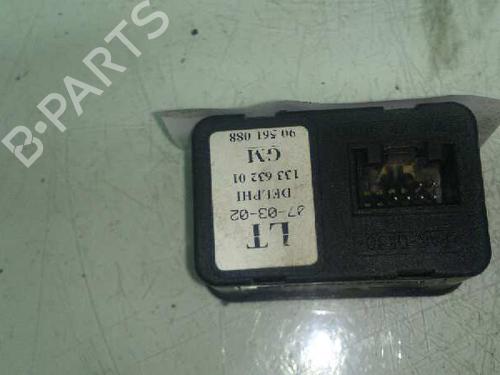 B-PARTS
90 561 088
GM
133 632 01
DELPHI
07-03-02
LT